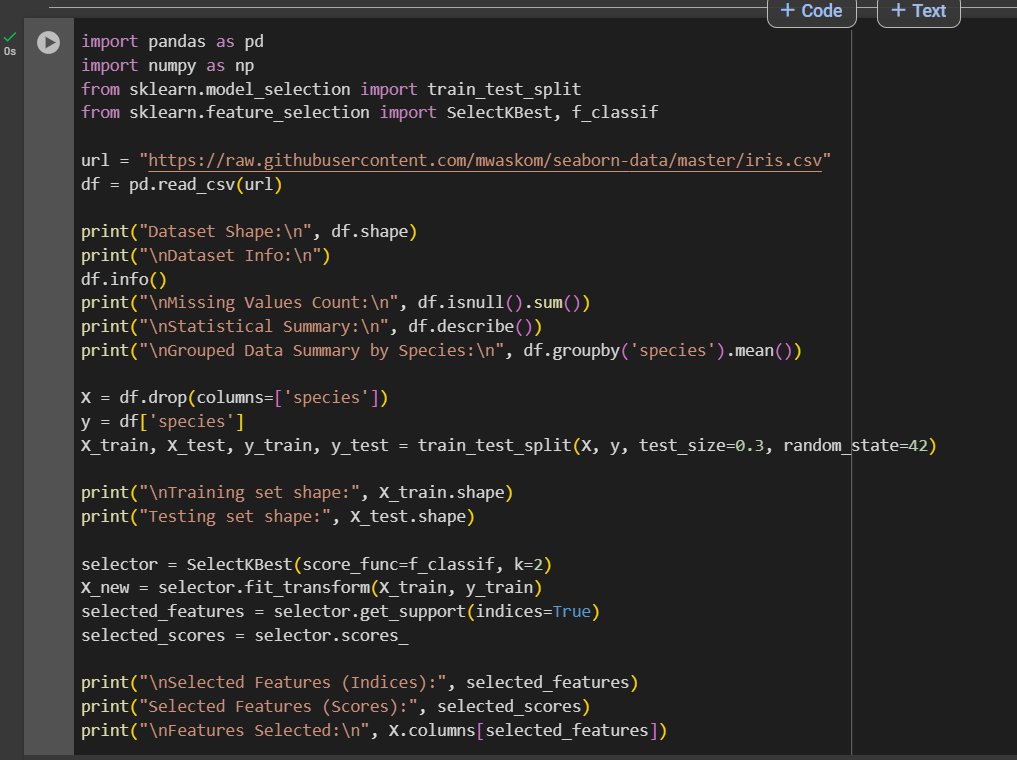 + Code + Text
0s
import pandas as pd
import numpy as np
from sklearn.model_selection import train_test_split
from sklearn.feature_selection import SelectKBest, f_classif
url = "https://raw.githubusercontent.com/mwaskom/seaborn-data/master/iris.csv"
df = pd.read_csv(url)
print("Dataset Shape:\n", df.shape)
print("\nDataset Info:\n")
df.info()
print("\nMissing Values Count:\n", df.isnull().sum())
print("\nStatistical Summary:\n", df.describe())
print("\nGrouped Data Summary by Species:\n", df.groupby('species').mean())
X = df.drop(columns=['species'])
y = df['species']
X_train, X_test, y_train, y_test = train_test_split(X, y, test_size=0.3, random_state=42)
print("\nTraining set shape:", X_train.shape)
print("Testing set shape:", X_test.shape)
selector = SelectKBest(score_func=f_classif, k=2)
X_new = selector.fit_transform(X_train, y_train)
selected_features = selector.get_support(indices=True)
selected_scores = selector.scores_
print("\nSelected Features (Indices):", selected_features)
print("Selected Features (Scores):", selected_scores)
print("\nFeatures Selected:\n", X.columns[selected_features])